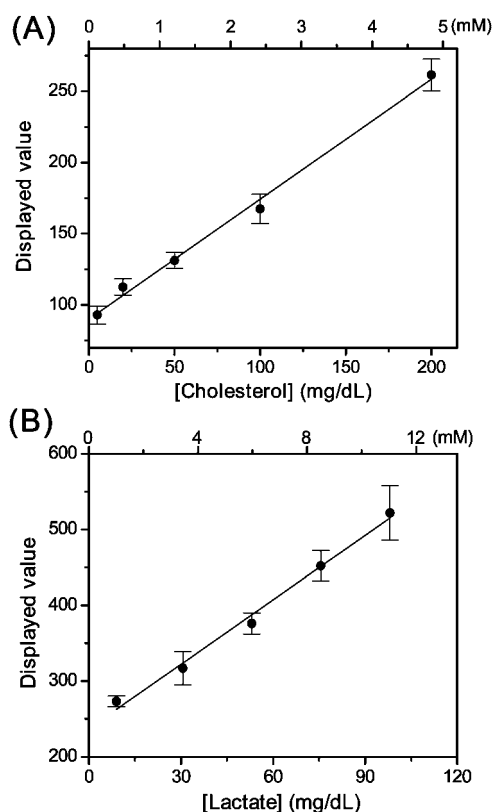 (A)
0 1 2 3 4 5 (mM)
250
200
150
100
Displayed value
0 50 100 150 200
[Cholesterol] (mg/dL)
(B)
0 4 8 12 (mM)
600
500
400
300
200
Displayed value
0 30 60 90 120
[Lactate] (mg/dL)